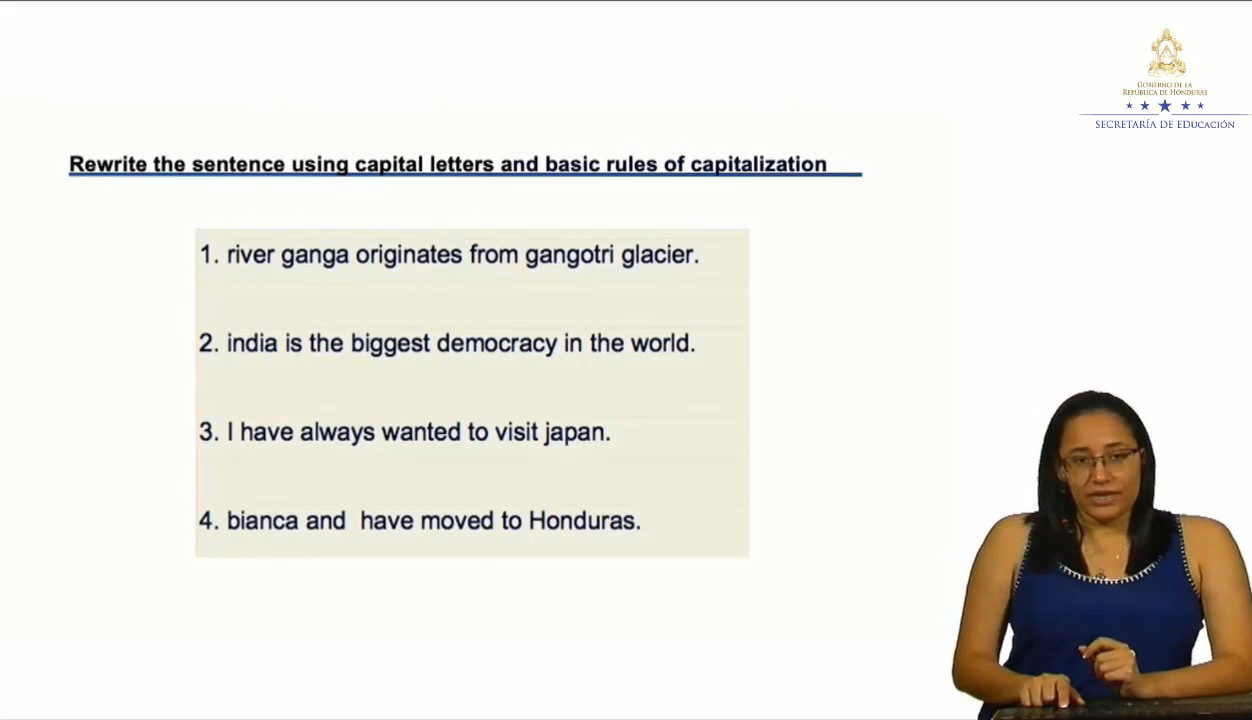 GOBIERNO DE LA
REPÚBLICA DE HONDURAS
SECRETARÍA DE EDUCACIÓN
Rewrite the sentence using capital letters and basic rules of capitalization
1. river ganga originates from gangotri glacier.
2. india is the biggest democracy in the world.
3. I have always wanted to visit japan.
4. bianca and  have moved to Honduras.